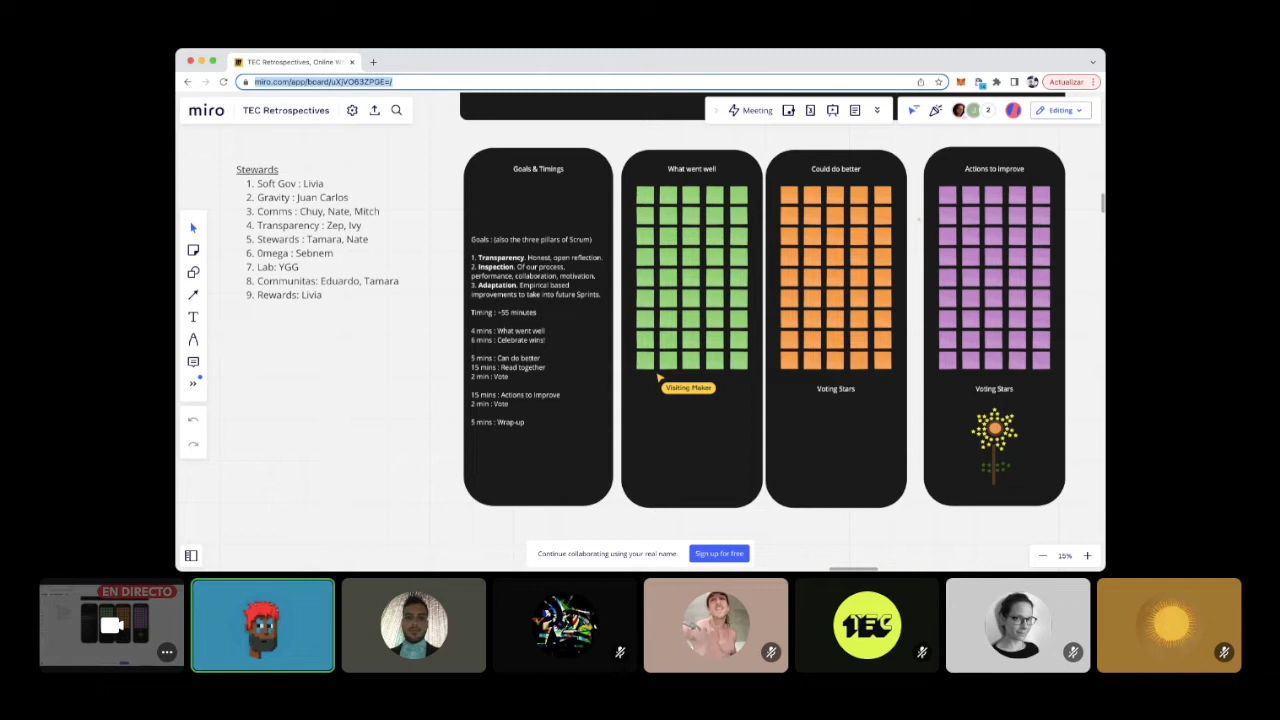 TEC Retrospectives, Online W
miro.com/app/board/uXjVO63ZPGE=/
Actualizar
miro
TEC Retrospectives
Meeting
3
2
Editing
Stewards
1. Soft Gov : Livia
2. Gravity : Juan Carlos
3. Comms : Chuy, Nate, Mitch
4. Transparency : Zep, Ivy
5. Stewards : Tamara, Nate
6. 0mega : Sebnem
7. Lab: YGG
8. Communitas: Eduardo, Tamara
9. Rewards: Livia
Goals & Timings
Goals : (also the three pillars of Scrum)
1. Transparency. Honest, open reflection.
2. Inspection. Of our process,
performance, collaboration, motivation.
3. Adaptation. Empirical based
improvements to take into future Sprints.
Timing : ~55 minutes
4 mins : What went well
6 mins : Celebrate wins!
5 mins : Can do better
15 mins : Read together
2 min : Vote
15 mins : Actions to improve
2 min : Vote
5 mins : Wrap-up
What went well
Visiting Maker
Could do better
Voting Stars
Actions to improve
Voting Stars
Continue collaborating using your real name.
Sign up for free
15%
EN DIRECTO
TEC